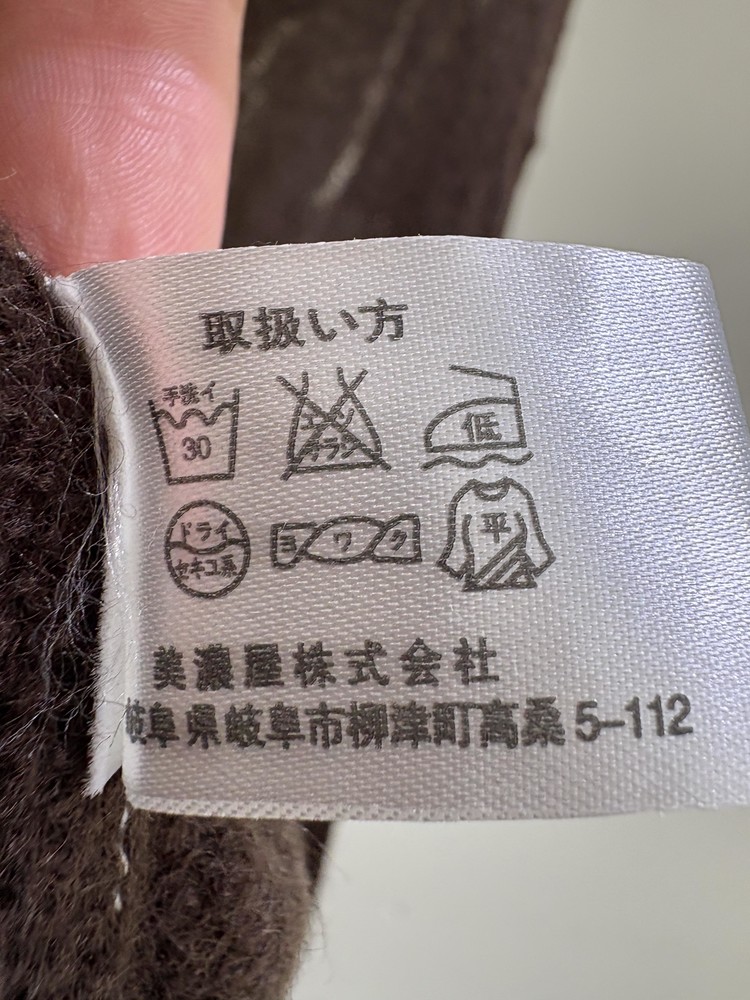 取扱い方
手洗イ
30
エンソ
サラシ
低
ドライ
セキユ系
ヨワク
平
美濃屋株式会社
岐阜県岐阜市柳津町高桑5-112